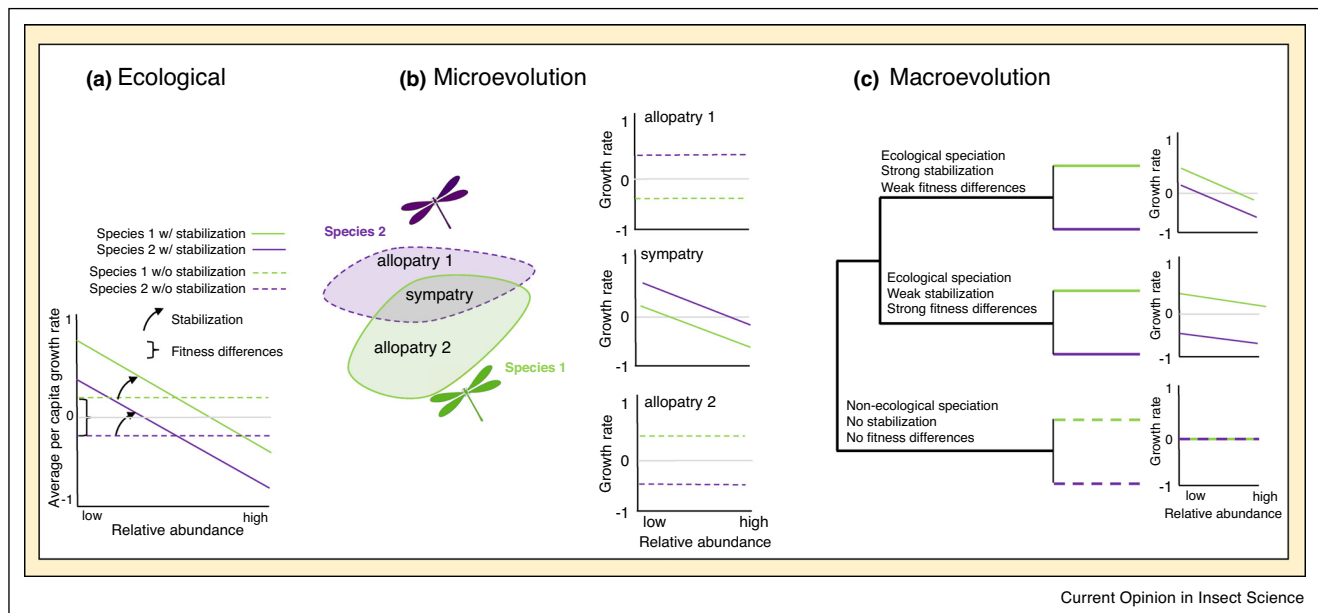 (a) Ecological
Species 1 w/ stabilization
Species 2 w/ stabilization
Species 1 w/o stabilization
Species 2 w/o stabilization
Stabilization
Fitness differences
Average per capita growth rate
1
0
-1
low
high
Relative abundance
(b) Microevolution
Species 2
allopatry 1
sympatry
allopatry 2
Species 1
allopatry 1
Growth rate
1
0
-1
sympatry
Growth rate
1
0
-1
allopatry 2
Growth rate
1
0
-1
low
high
Relative abundance
(c) Macroevolution
Ecological speciation
Strong stabilization
Weak fitness differences
Growth rate
1
0
-1
Ecological speciation
Weak stabilization
Strong fitness differences
Growth rate
1
0
-1
Non-ecological speciation
No stabilization
No fitness differences
Growth rate
1
0
-1
low
high
Relative abundance
Current Opinion in Insect Science